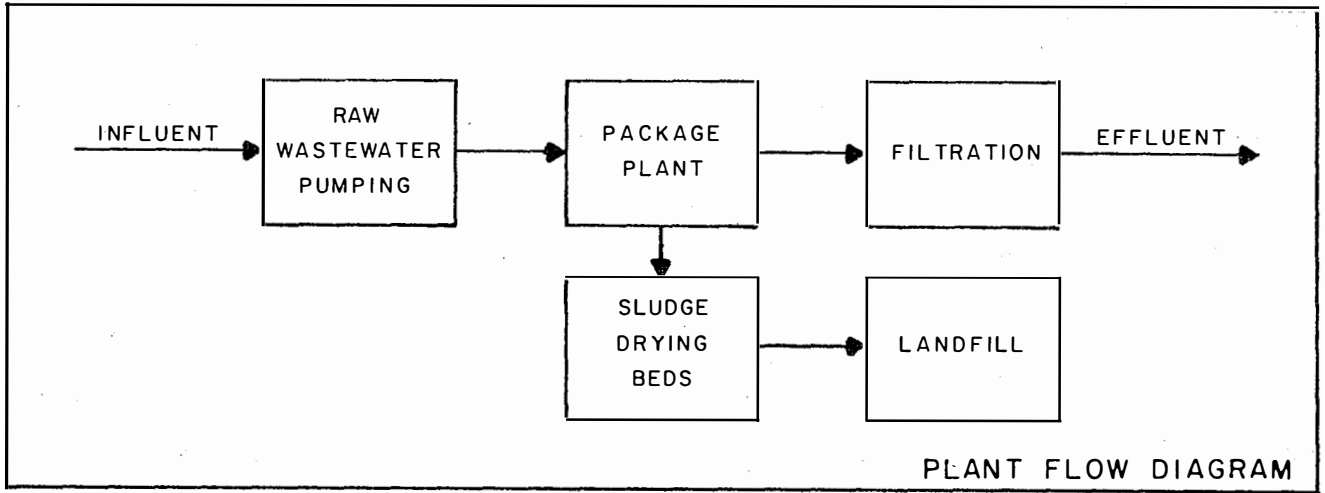 INFLUENT
RAW
WASTEWATER
PUMPING
PACKAGE
PLANT
FILTRATION
EFFLUENT
SLUDGE
DRYING
BEDS
LANDFILL
PLANT FLOW DIAGRAM